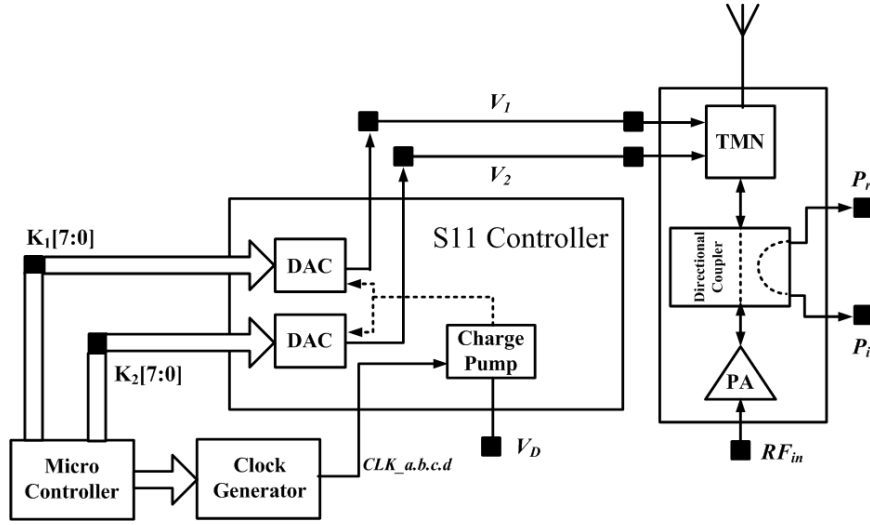 V1
TMN
V2
Pr
K1[7:0]
S11 Controller
DAC
Directional
Coupler
DAC
Charge
Pump
Pi
K2[7:0]
PA
Micro
Controller
Clock
Generator
CLK_a.b.c.d
VD
RFin